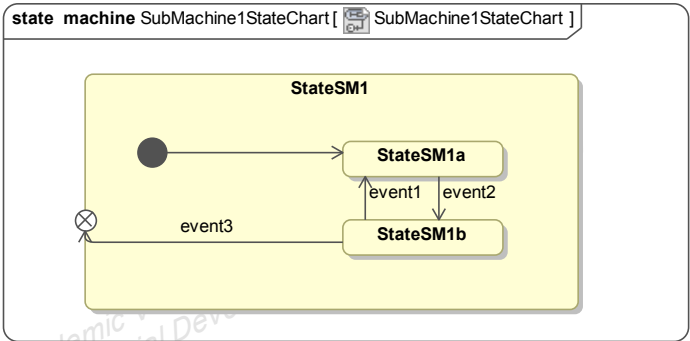 state machine SubMachine1StateChart [ SubMachine1StateChart ]
StateSM1
StateSM1a
event1 event2
event3
StateSM1b